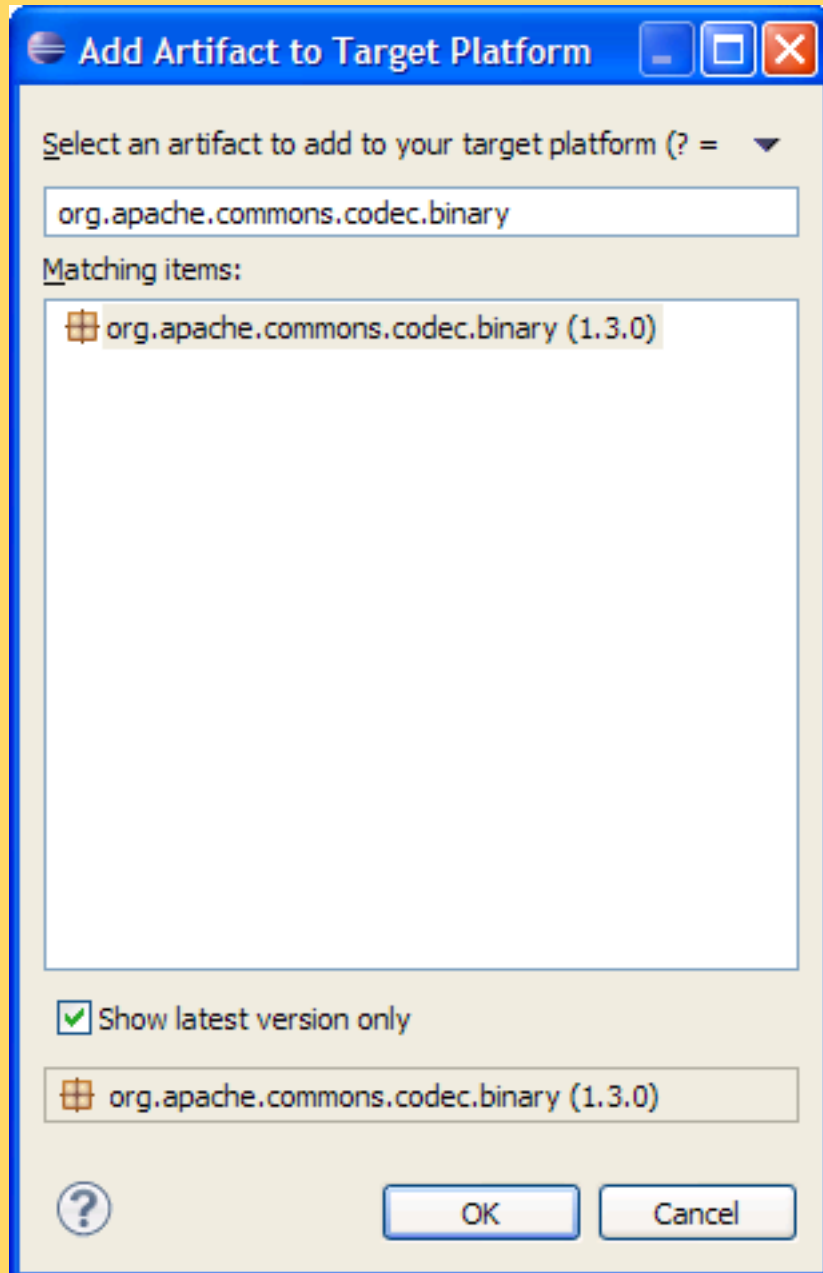 Add Artifact to Target Platform
Select an artifact to add to your target platform (? =
org.apache.commons.codec.binary
Matching items:
org.apache.commons.codec.binary (1.3.0)
Show latest version only
org.apache.commons.codec.binary (1.3.0)
?
OK
Cancel